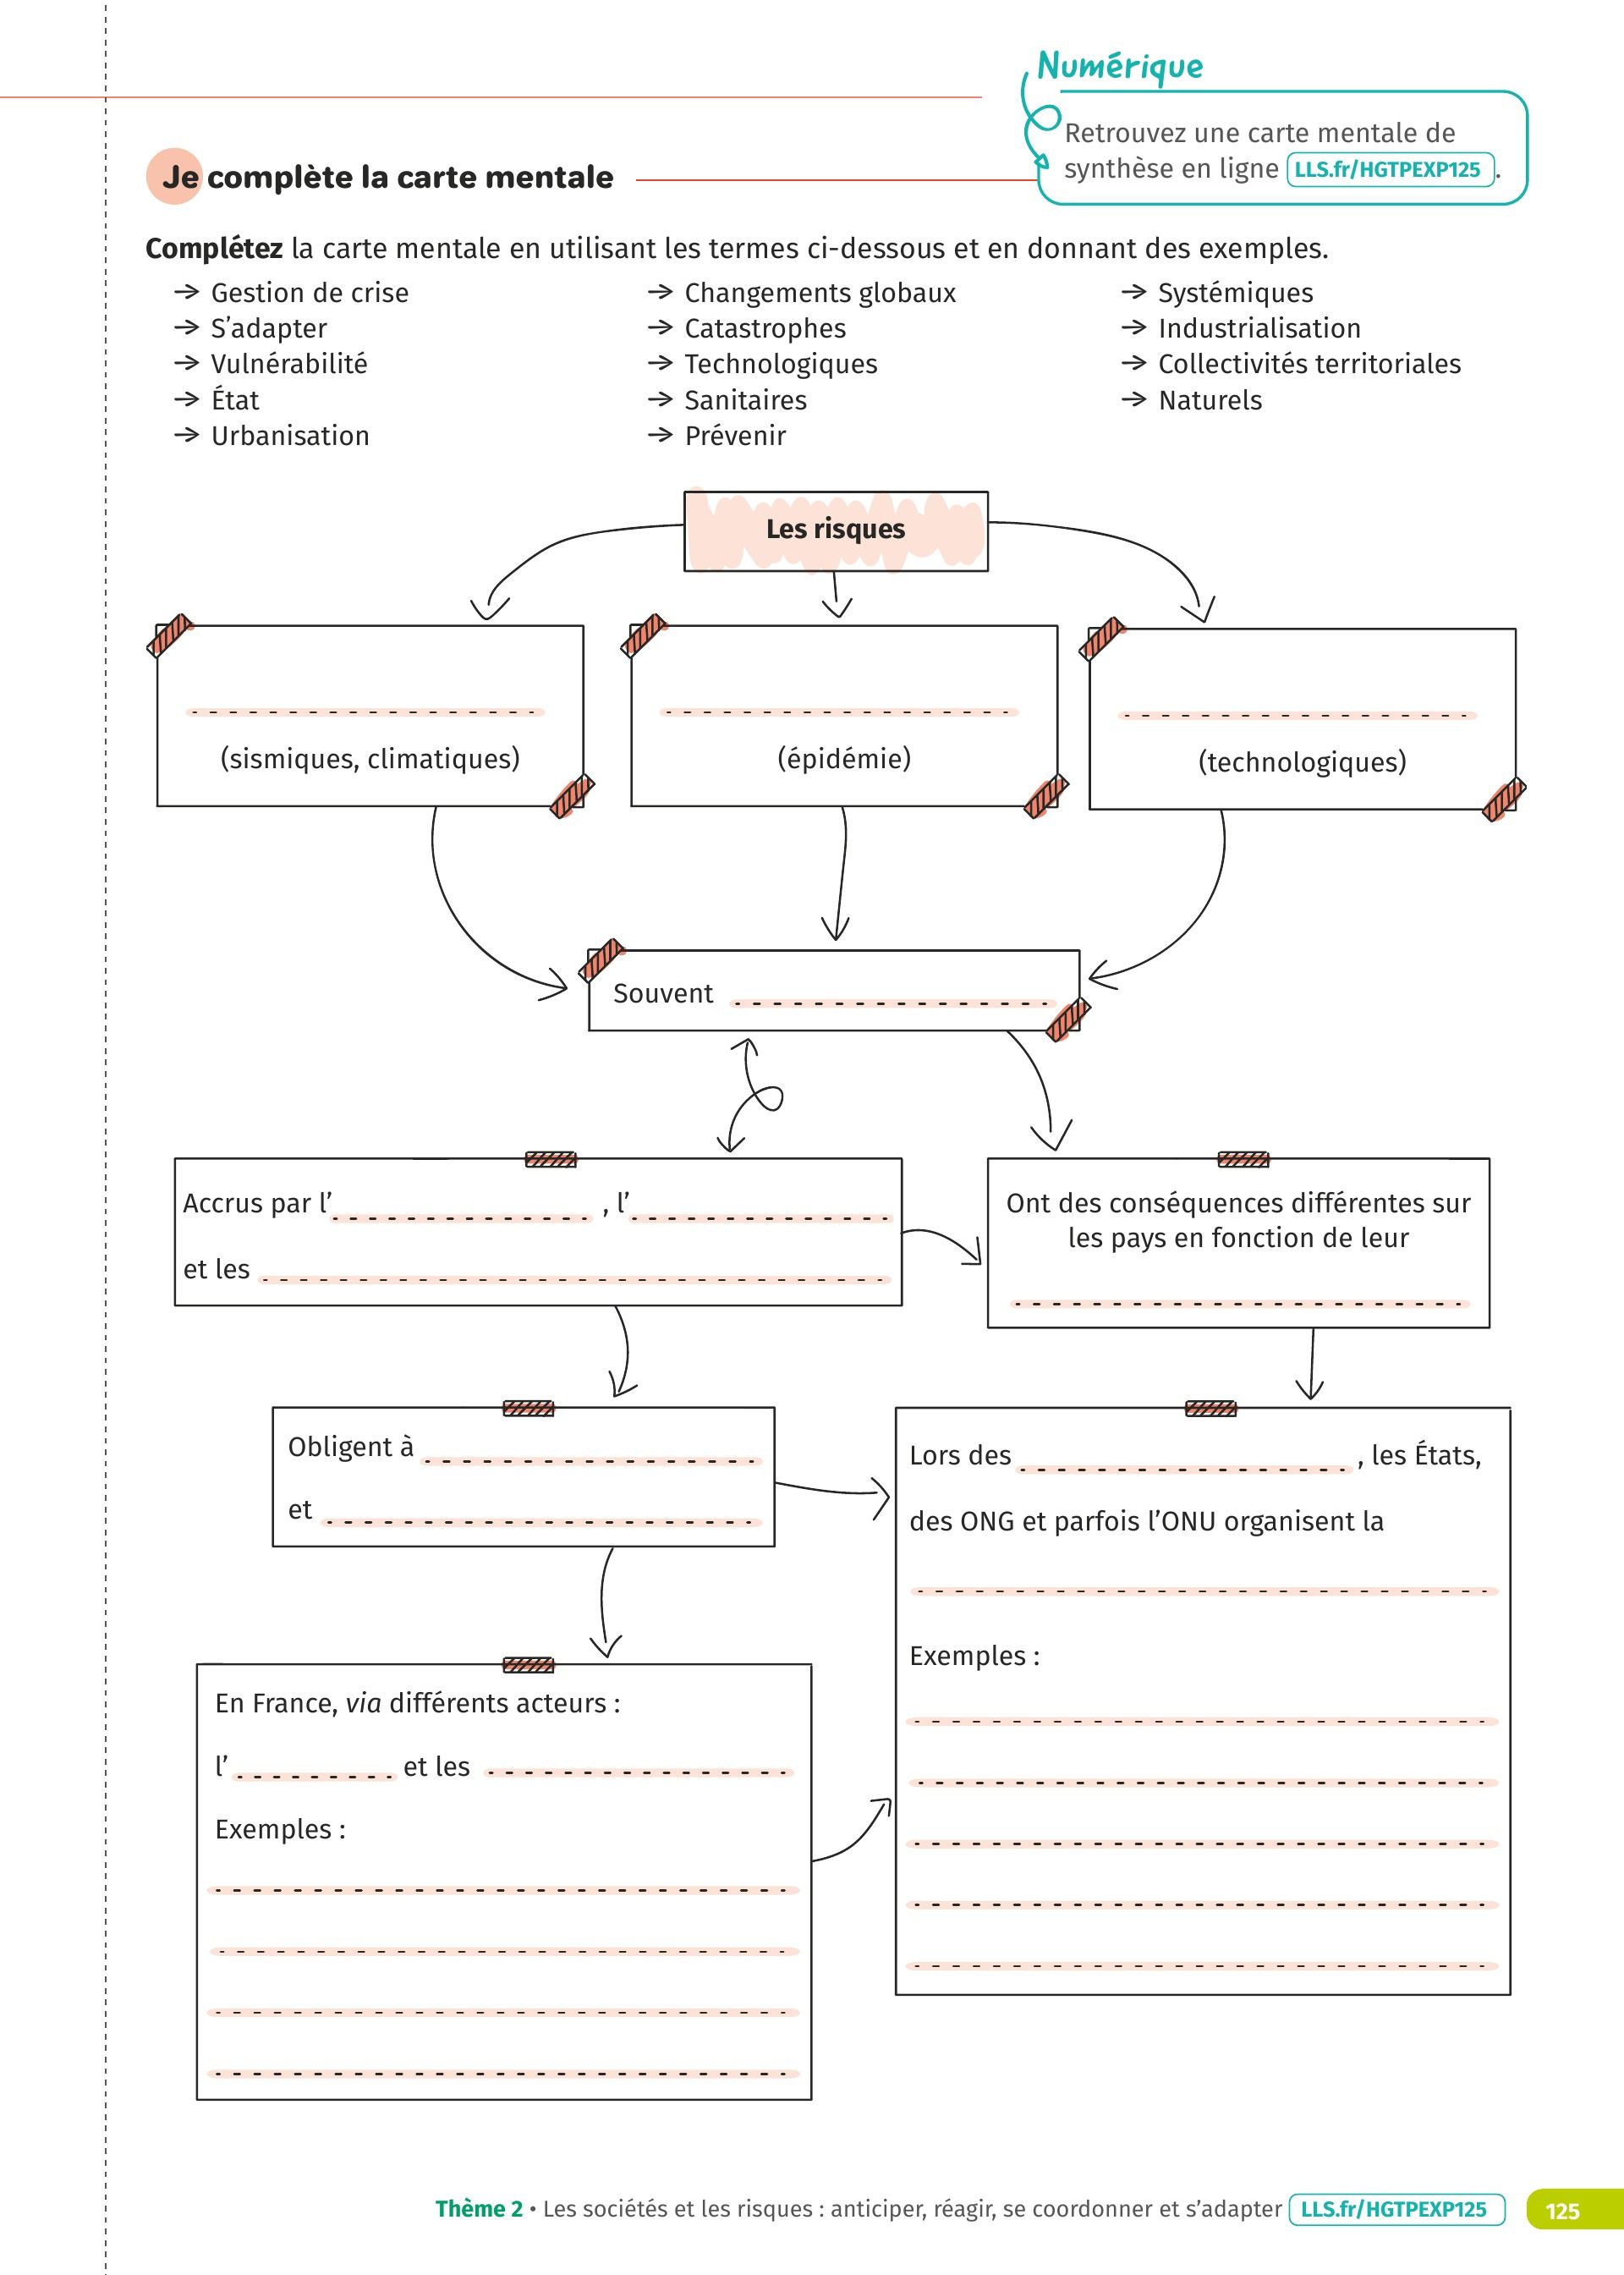 Numérique
Retrouvez une carte mentale de
synthèse en ligne LLS.fr/HGTPEXP125 .
Je complète la carte mentale
Complétez la carte mentale en utilisant les termes ci-dessous et en donnant des exemples.
→ Gestion de crise
→ S’adapter
→ Vulnérabilité
→ État
→ Urbanisation
→ Changements globaux
→ Catastrophes
→ Technologiques
→ Sanitaires
→ Prévenir
→ Systémiques
→ Industrialisation
→ Collectivités territoriales
→ Naturels
Les risques
(sismiques, climatiques)
(épidémie)
(technologiques)
Souvent
Accrus par l’ , l’
et les
Ont des conséquences différentes sur
les pays en fonction de leur
Obligent à
et
Lors des , les États,
des ONG et parfois l’ONU organisent la
Exemples :
En France, via différents acteurs :
l’ et les
Exemples :
Thème 2 • Les sociétés et les risques : anticiper, réagir, se coordonner et s’adapter LLS.fr/HGTPEXP125 125